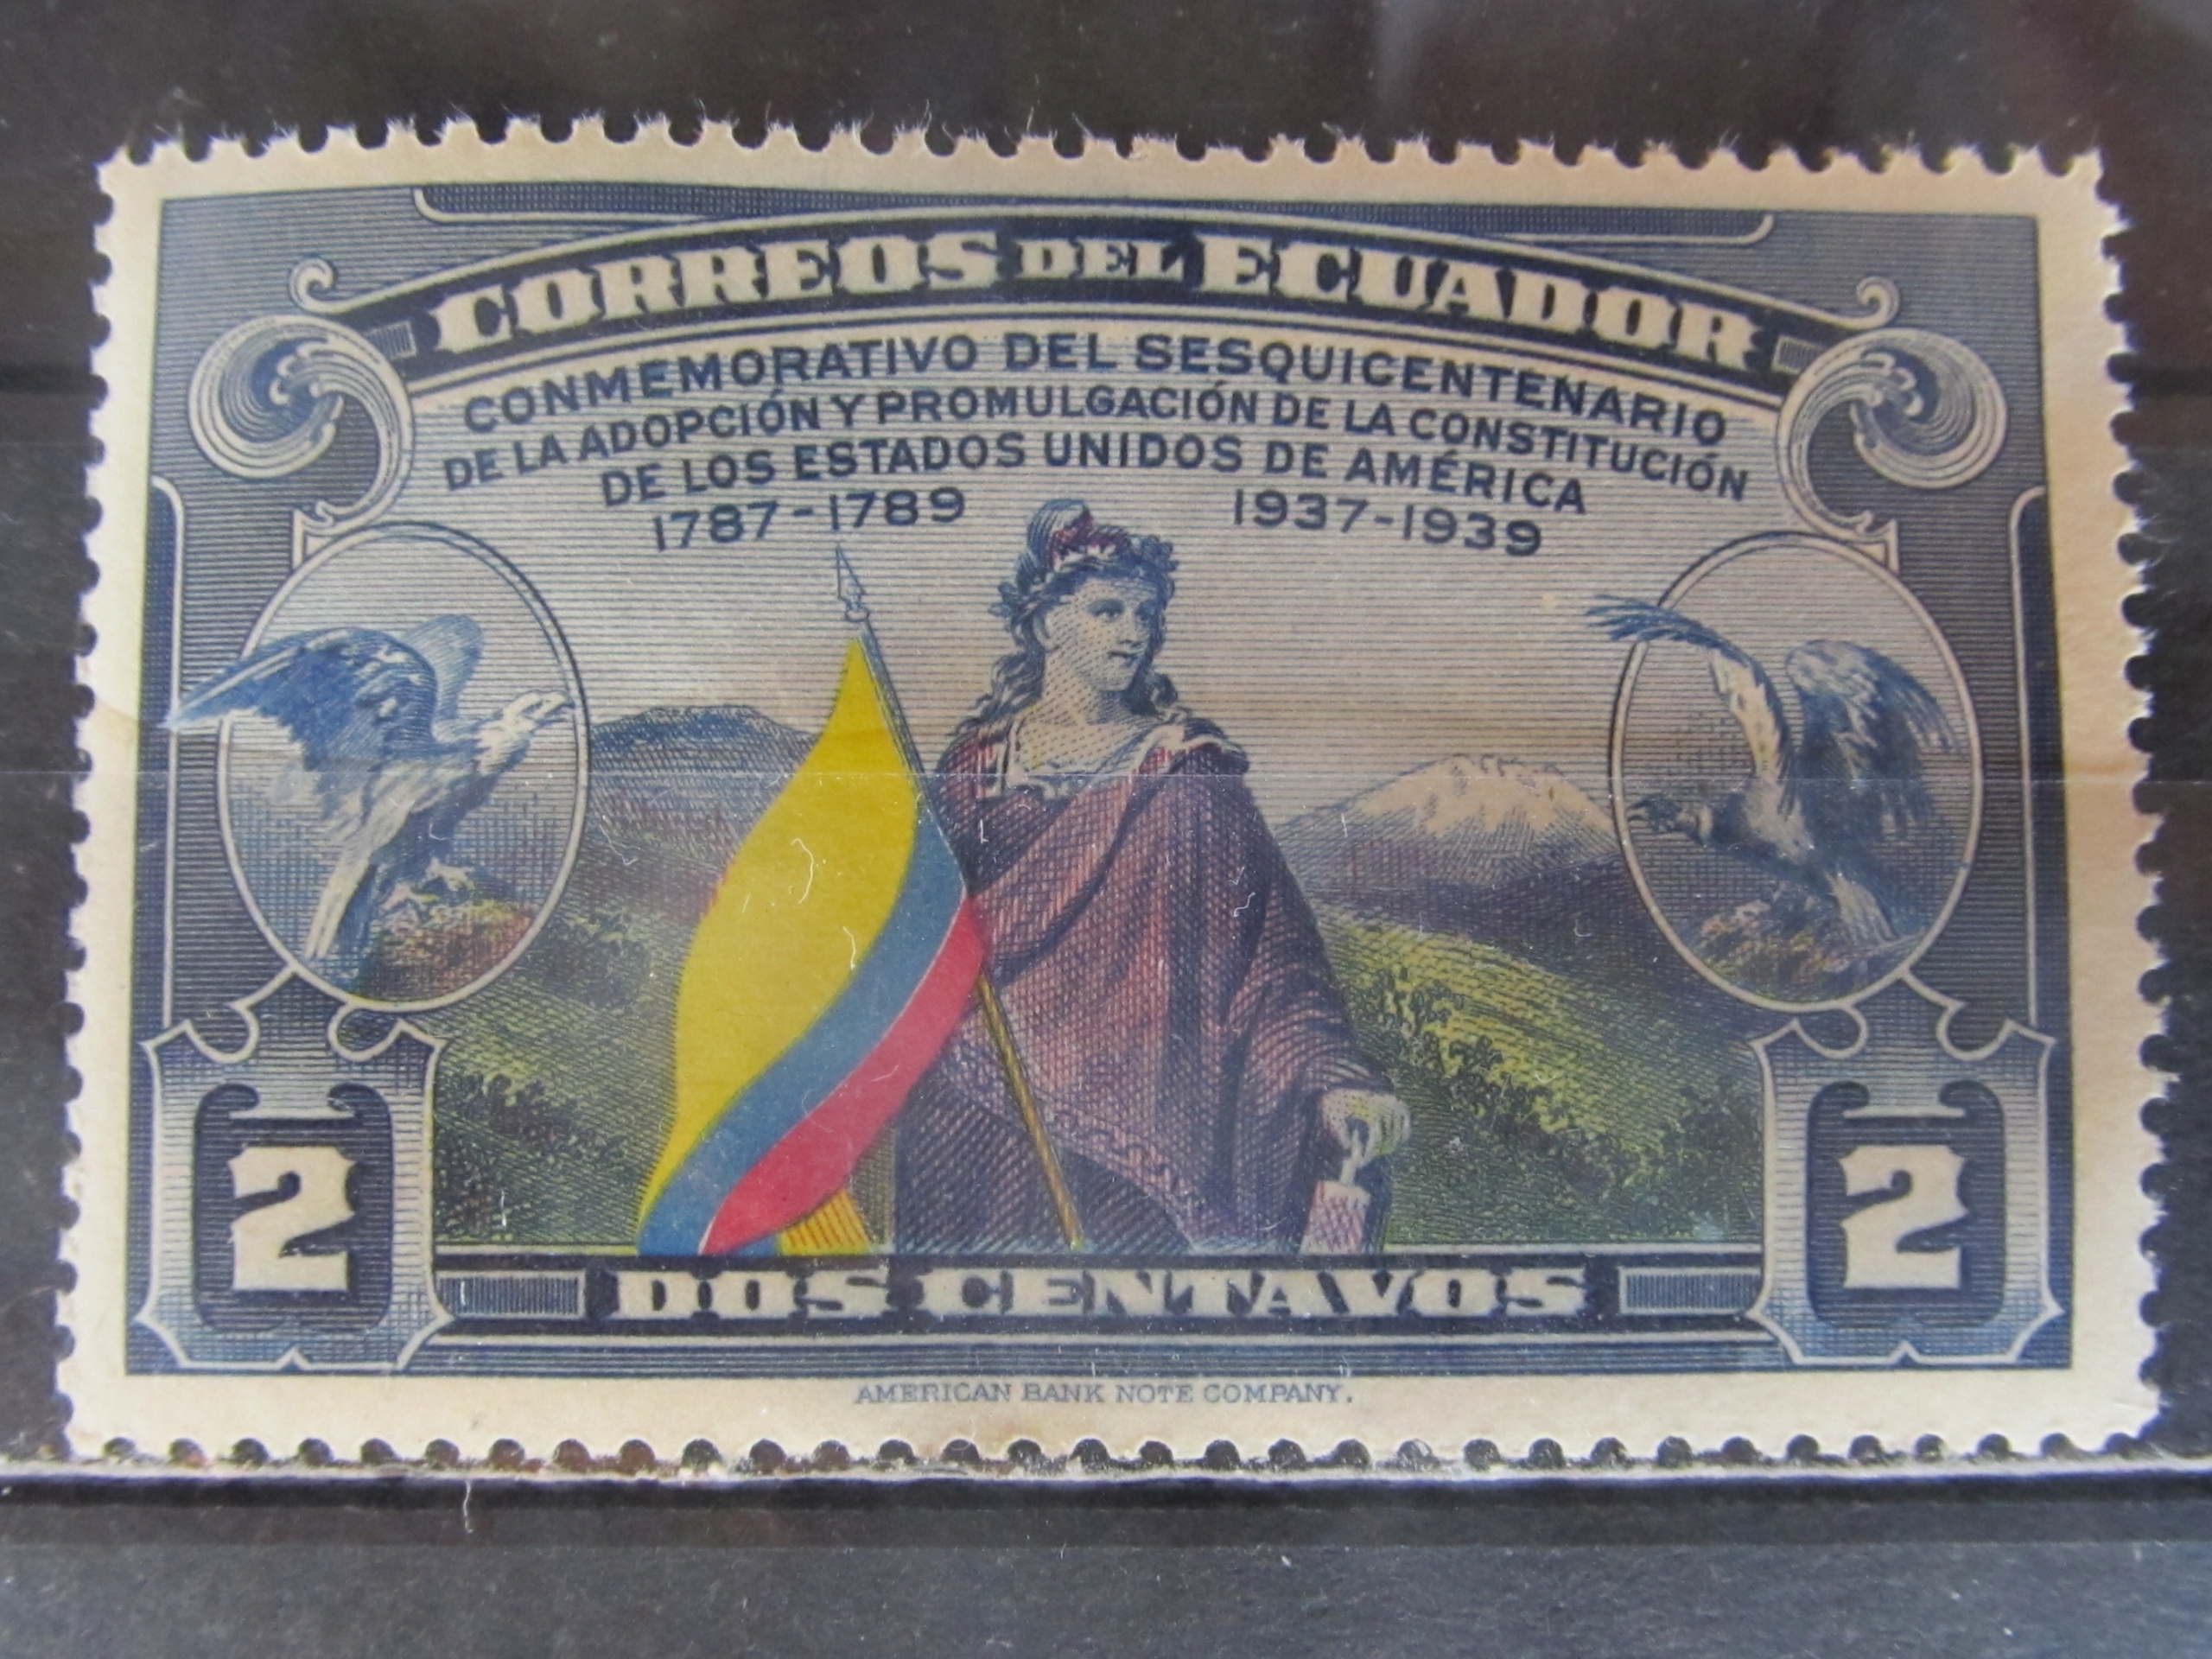 CORREOS DEL ECUADOR
CONMEMORATIVO DEL SESQUICENTENARIO
DE LA ADOPCIÓN Y PROMULGACIÓN DE LA CONSTITUCIÓN
DE LOS ESTADOS UNIDOS DE AMÉRICA
1787-1789 1937-1939
2 2
DOS CENTAVOS
AMERICAN BANK NOTE COMPANY.